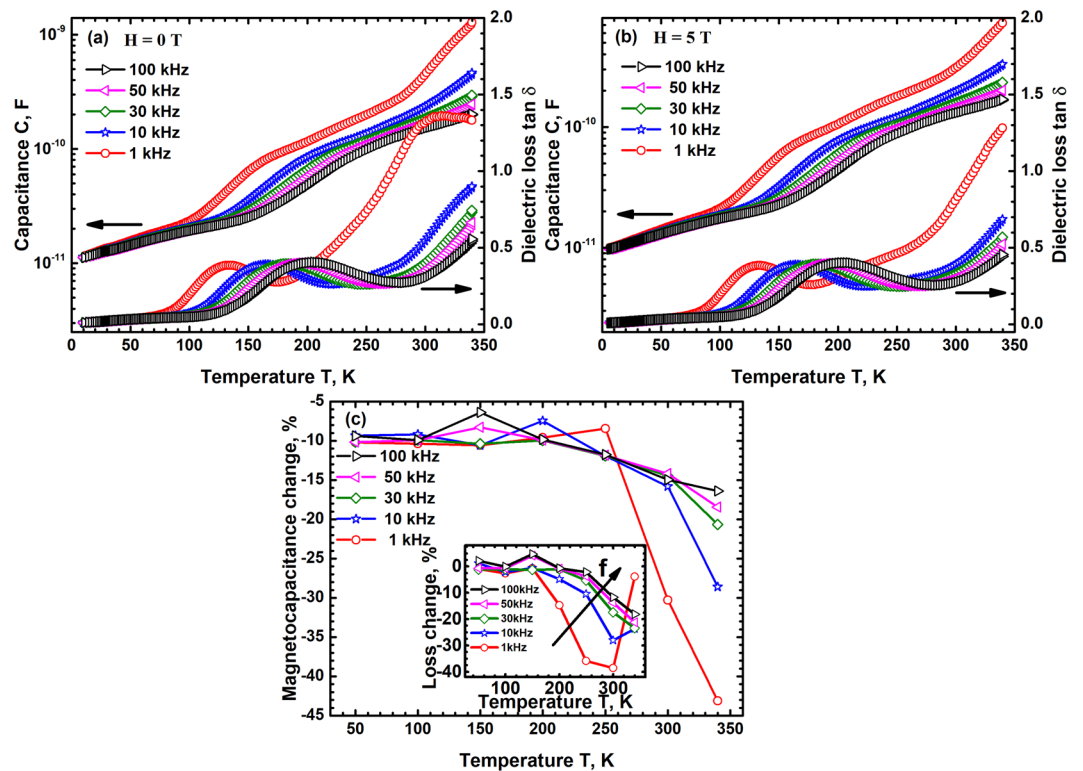 (a) H = 0 T
100 kHz
50 kHz
30 kHz
10 kHz
1 kHz
Capacitance C, F
10⁻⁹
10⁻¹⁰
10⁻¹¹
Dielectric loss tan δ
2.0
1.5
1.0
0.5
0.0
0 50 100 150 200 250 300 350
Temperature T, K
(b) H = 5 T
100 kHz
50 kHz
30 kHz
10 kHz
1 kHz
Capacitance C, F
10⁻¹⁰
10⁻¹¹
Dielectric loss tan δ
2.0
1.5
1.0
0.5
0.0
0 50 100 150 200 250 300 350
Temperature T, K
(c)
100 kHz
50 kHz
30 kHz
10 kHz
1 kHz
Magnetocapacitance change, %
-5
-10
-15
-20
-25
-30
-35
-40
-45
50 100 150 200 250 300 350
Temperature T, K
Loss change, %
0
-10
-20
-30
-40
f
100kHz
50kHz
30kHz
10kHz
1kHz
100 200 300
Temperature T, K